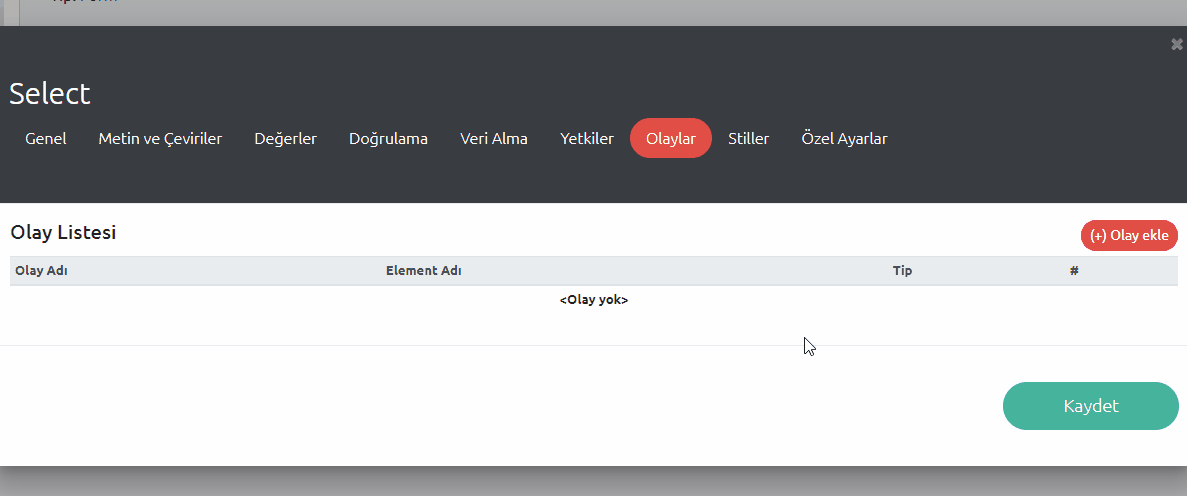 Select
Genel Metin ve Çeviriler Değerler Doğrulama Veri Alma Yetkiler Olaylar Stiller Özel Ayarlar
Olay Listesi
(+) Olay ekle
Olay Adı Element Adı Tip #
<Olay yok>
Kaydet